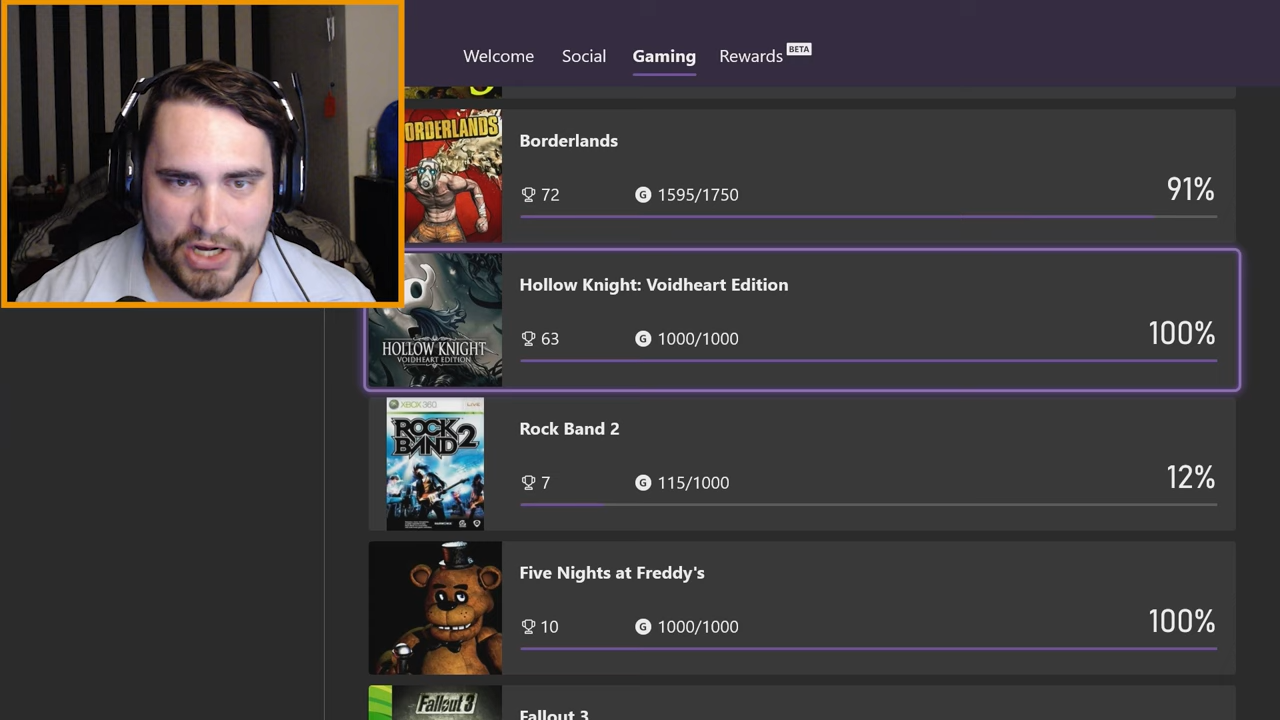 Welcome Social Gaming Rewards BETA
ORDERLANDS
Borderlands
72 G 1595/1750 91%
Hollow Knight: Voidheart Edition
63 G 1000/1000 100%
HOLLOW KNIGHT
VOIDHEART EDITION
XBOX 360 LIVE
ROCK
BAND 2
Rock Band 2
7 G 115/1000 12%
Five Nights at Freddy's
10 G 1000/1000 100%
Fallout 3
Fallout 3